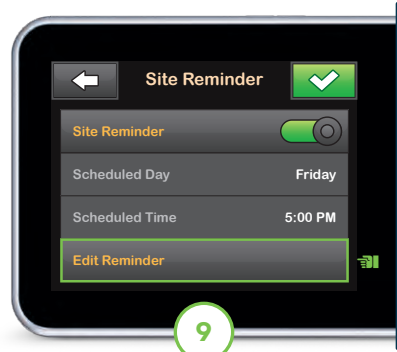 Site Reminder
Site Reminder
Scheduled Day Friday
Scheduled Time 5:00 PM
Edit Reminder
9